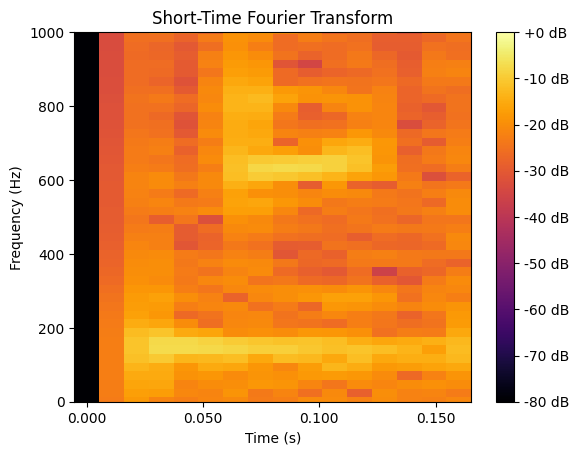 Short-Time Fourier Transform
1000
800
600
400
200
0
Frequency (Hz)
0.000
0.050
0.100
0.150
Time (s)
+0 dB
-10 dB
-20 dB
-30 dB
-40 dB
-50 dB
-60 dB
-70 dB
-80 dB